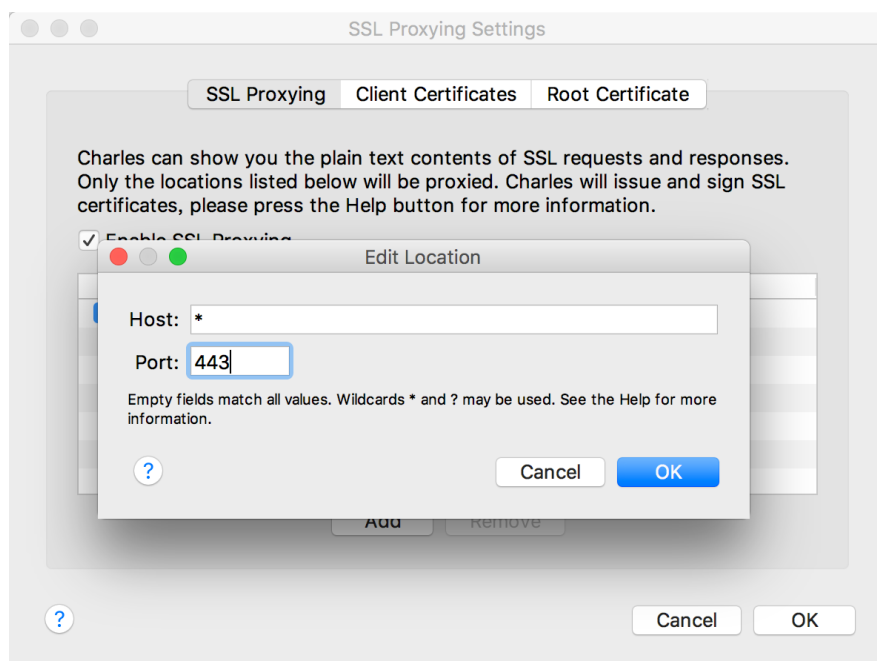 SSL Proxying Settings
SSL Proxying Client Certificates Root Certificate
Charles can show you the plain text contents of SSL requests and responses.
Only the locations listed below will be proxied. Charles will issue and sign SSL
certificates, please press the Help button for more information.
Enable SSL Proxying
Edit Location
Host: *
Port: 443
Empty fields match all values. Wildcards * and ? may be used. See the Help for more
information.
? Cancel OK
Add Remove
? Cancel OK